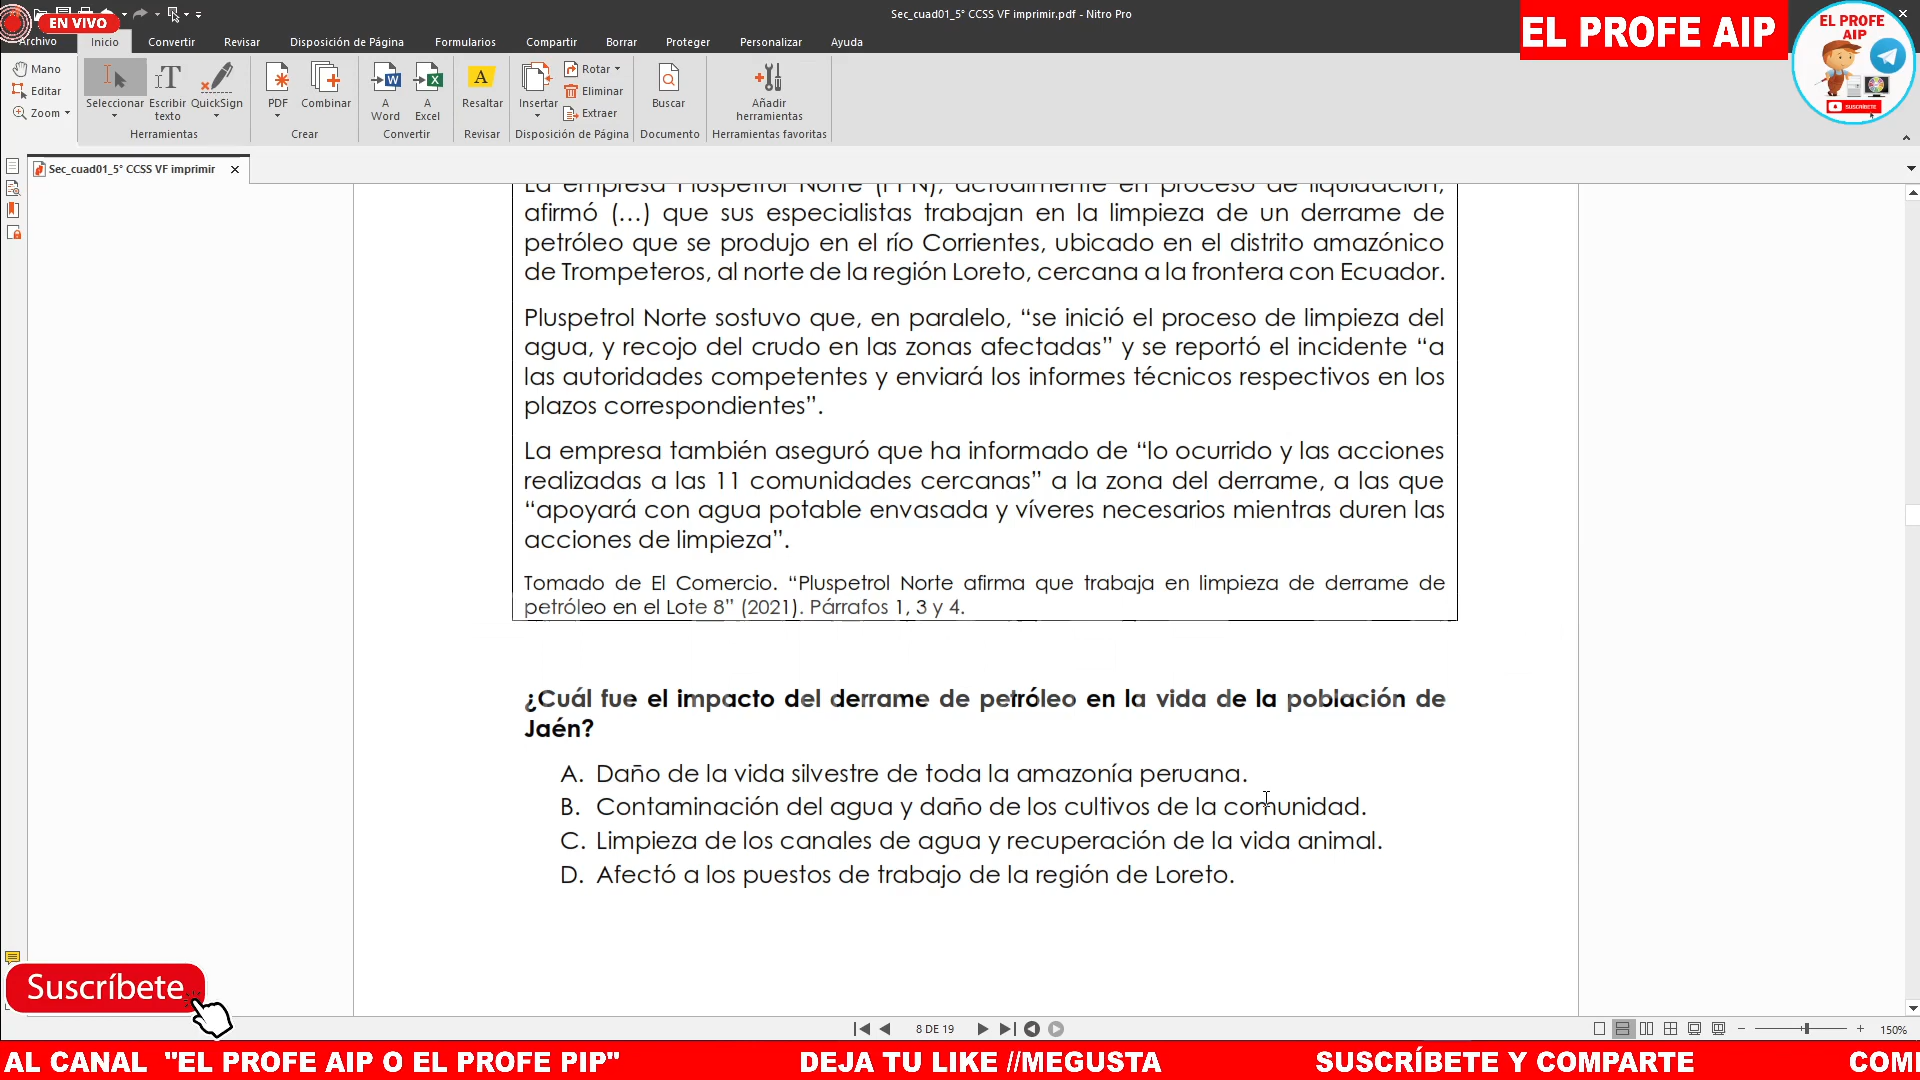 EN VIVO
Sec_cuad01_5° CCSS VF imprimir.pdf - Nitro Pro
EL PROFE AIP
EL PROFE
AIP
SUSCRÍBETE
Archivo
Inicio
Convertir
Revisar
Disposición de Página
Formularios
Compartir
Borrar
Proteger
Personalizar
Ayuda
Mano
Editar
Zoom
Seleccionar
Escribir
texto
QuickSign
Herramientas
PDF
Combinar
Crear
A
Word
A
Excel
Convertir
Resaltar
Revisar
Insertar
Rotar
Eliminar
Extraer
Disposición de Página
Buscar
Documento
Añadir
herramientas
Herramientas favoritas
Sec_cuad01_5° CCSS VF imprimir
La empresa Pluspetrol Norte (PPN), actualmente en proceso de liquidación,
afirmó (...) que sus especialistas trabajan en la limpieza de un derrame de
petróleo que se produjo en el río Corrientes, ubicado en el distrito amazónico
de Trompeteros, al norte de la región Loreto, cercana a la frontera con Ecuador.
Pluspetrol Norte sostuvo que, en paralelo, “se inició el proceso de limpieza del
agua, y recojo del crudo en las zonas afectadas” y se reportó el incidente “a
las autoridades competentes y enviará los informes técnicos respectivos en los
plazos correspondientes”.
La empresa también aseguró que ha informado de “lo ocurrido y las acciones
realizadas a las 11 comunidades cercanas” a la zona del derrame, a las que
“apoyará con agua potable envasada y víveres necesarios mientras duren las
acciones de limpieza”.
Tomado de El Comercio. “Pluspetrol Norte afirma que trabaja en limpieza de derrame de
petróleo en el Lote 8” (2021). Párrafos 1, 3 y 4.
¿Cuál fue el impacto del derrame de petróleo en la vida de la población de
Jaén?
A. Daño de la vida silvestre de toda la amazonía peruana.
B. Contaminación del agua y daño de los cultivos de la comunidad.
C. Limpieza de los canales de agua y recuperación de la vida animal.
D. Afectó a los puestos de trabajo de la región de Loreto.
Suscríbete
8 DE 19
150%
AL CANAL "EL PROFE AIP O EL PROFE PIP" DEJA TU LIKE //MEGUSTA SUSCRÍBETE Y COMPARTE